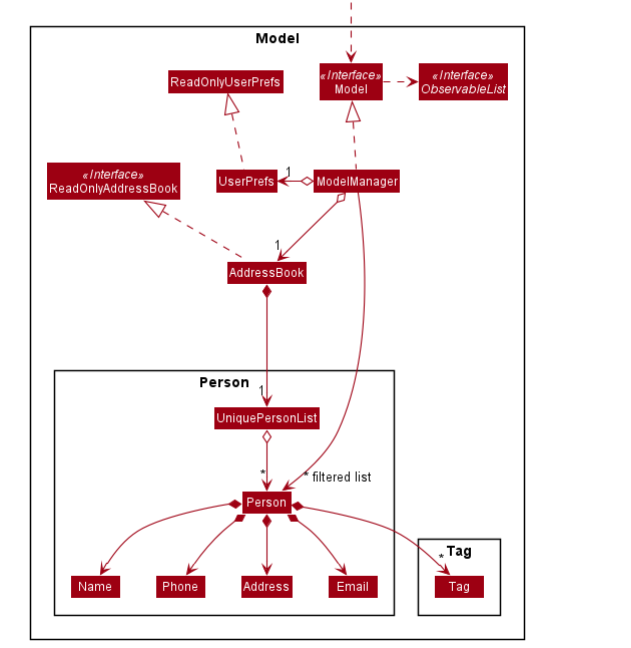 Model
ReadOnlyUserPrefs
«Interface»
Model
«Interface»
ObservableList
«Interface»
ReadOnlyAddressBook
UserPrefs
1
ModelManager
1
AddressBook
Person
1
UniquePersonList
*
* filtered list
Person
Tag
*
Name
Phone
Address
Email
Tag